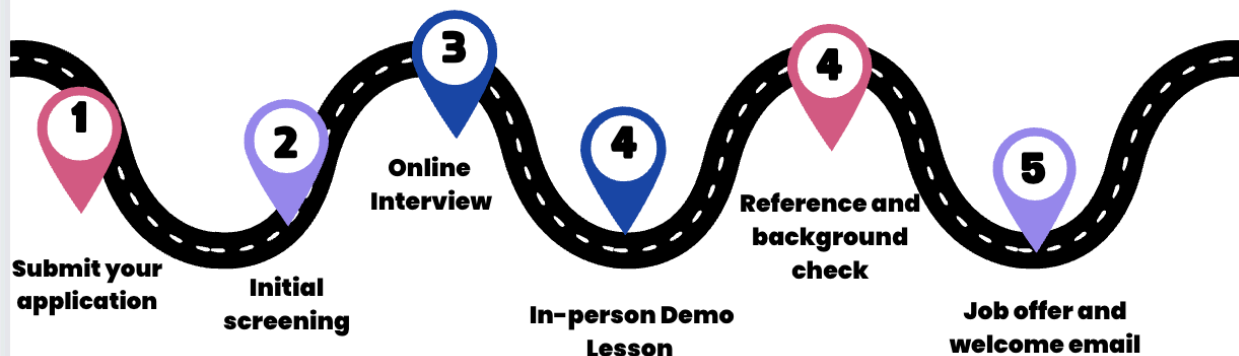 1
Submit your
application
2
Initial
screening
3
Online
Interview
4
In-person Demo
Lesson
4
Reference and
background
check
5
Job offer and
welcome email